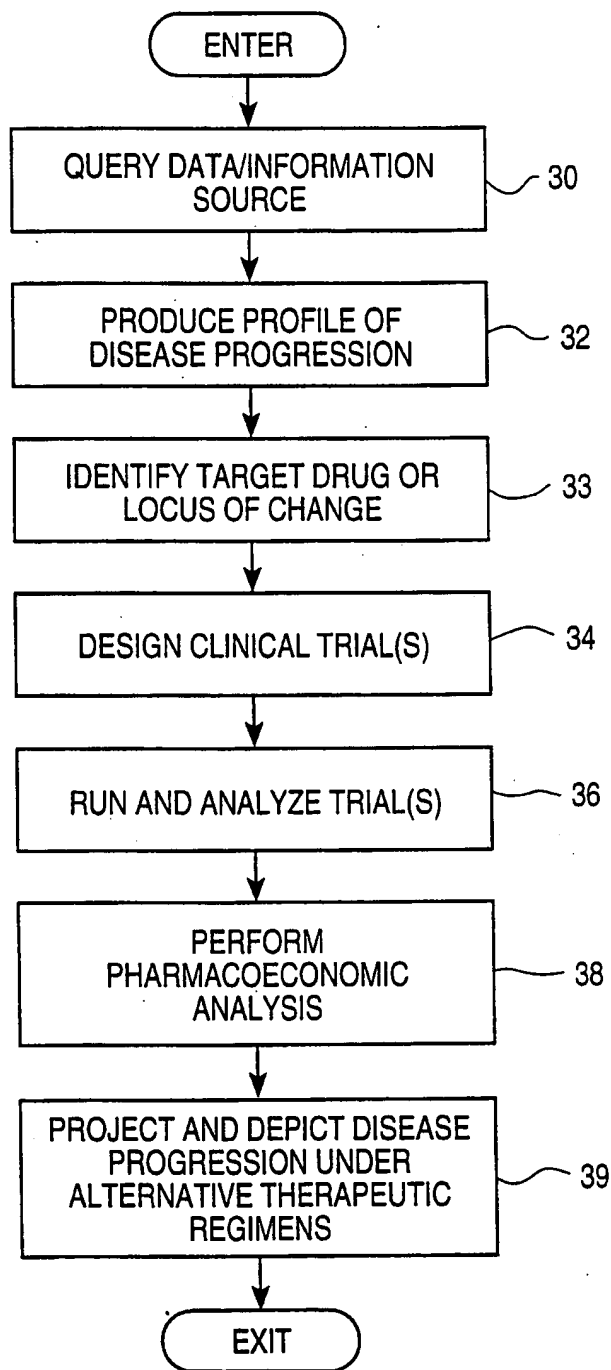 ENTER
QUERY DATA/INFORMATION
SOURCE
30
PRODUCE PROFILE OF
DISEASE PROGRESSION
32
IDENTIFY TARGET DRUG OR
LOCUS OF CHANGE
33
DESIGN CLINICAL TRIAL(S)
34
RUN AND ANALYZE TRIAL(S)
36
PERFORM
PHARMACOECONOMIC
ANALYSIS
38
PROJECT AND DEPICT DISEASE
PROGRESSION UNDER
ALTERNATIVE THERAPEUTIC
REGIMENS
39
EXIT